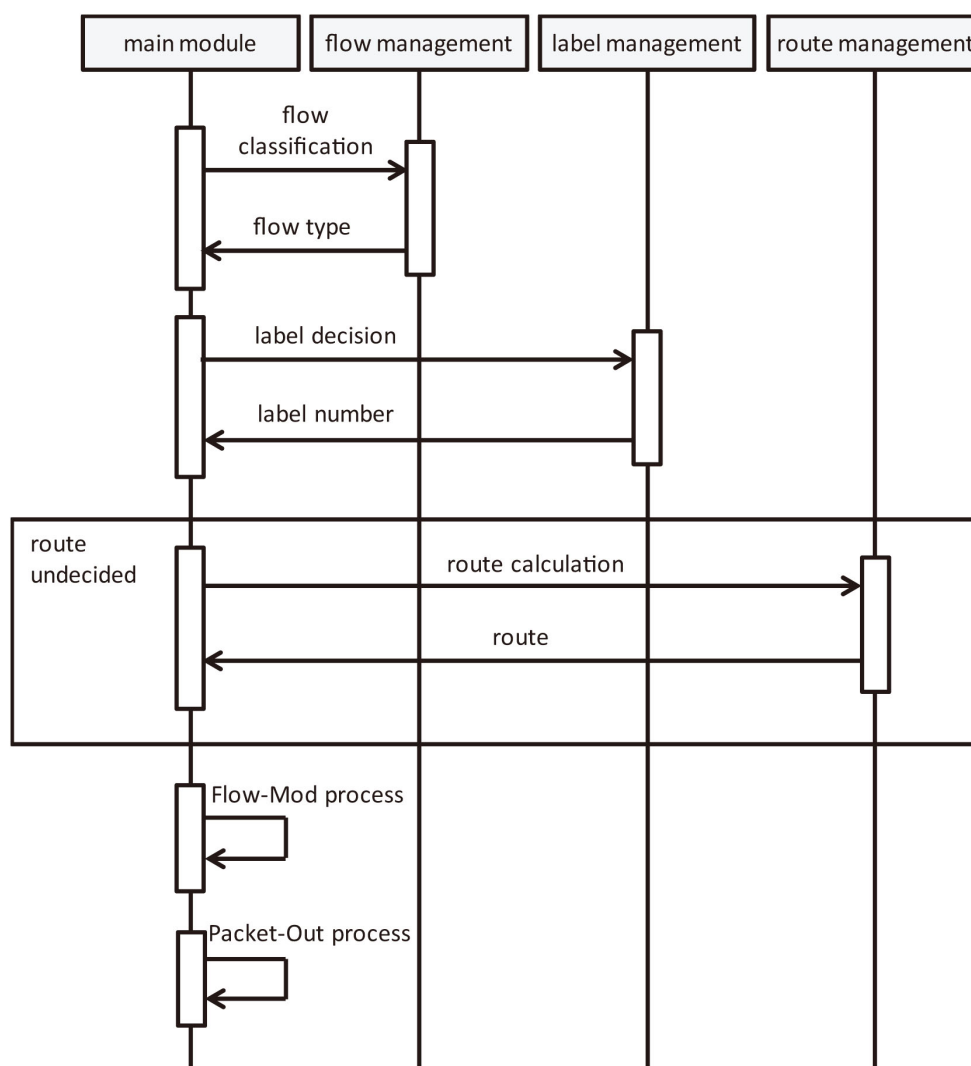 main module
flow management
label management
route management
flow
classification
flow type
label decision
label number
route
undecided
route calculation
route
Flow-Mod process
Packet-Out process